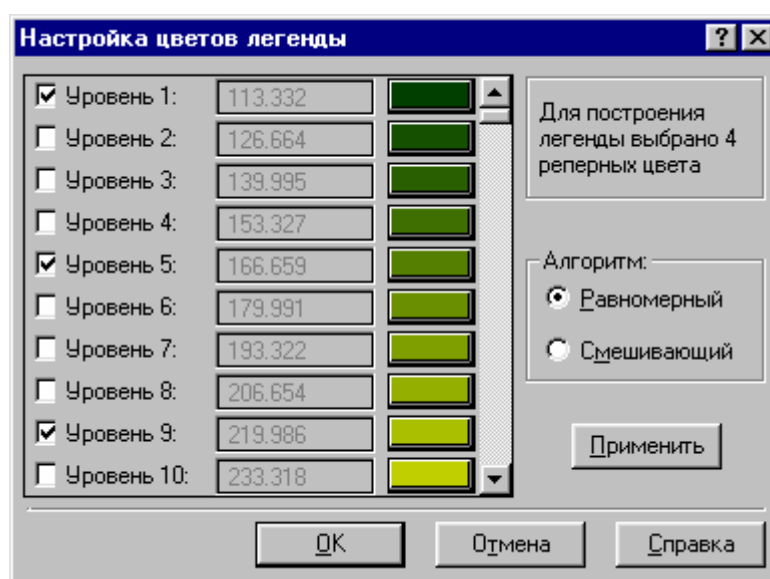 Настройка цветов легенды
Уровень 1: 113.332
Уровень 2: 126.664
Уровень 3: 139.995
Уровень 4: 153.327
Уровень 5: 166.659
Уровень 6: 179.991
Уровень 7: 193.322
Уровень 8: 206.654
Уровень 9: 219.986
Уровень 10: 233.318
Для построения
легенды выбрано 4
реперных цвета
Алгоритм:
Равномерный
Смешивающий
Применить
OK
Отмена
Справка